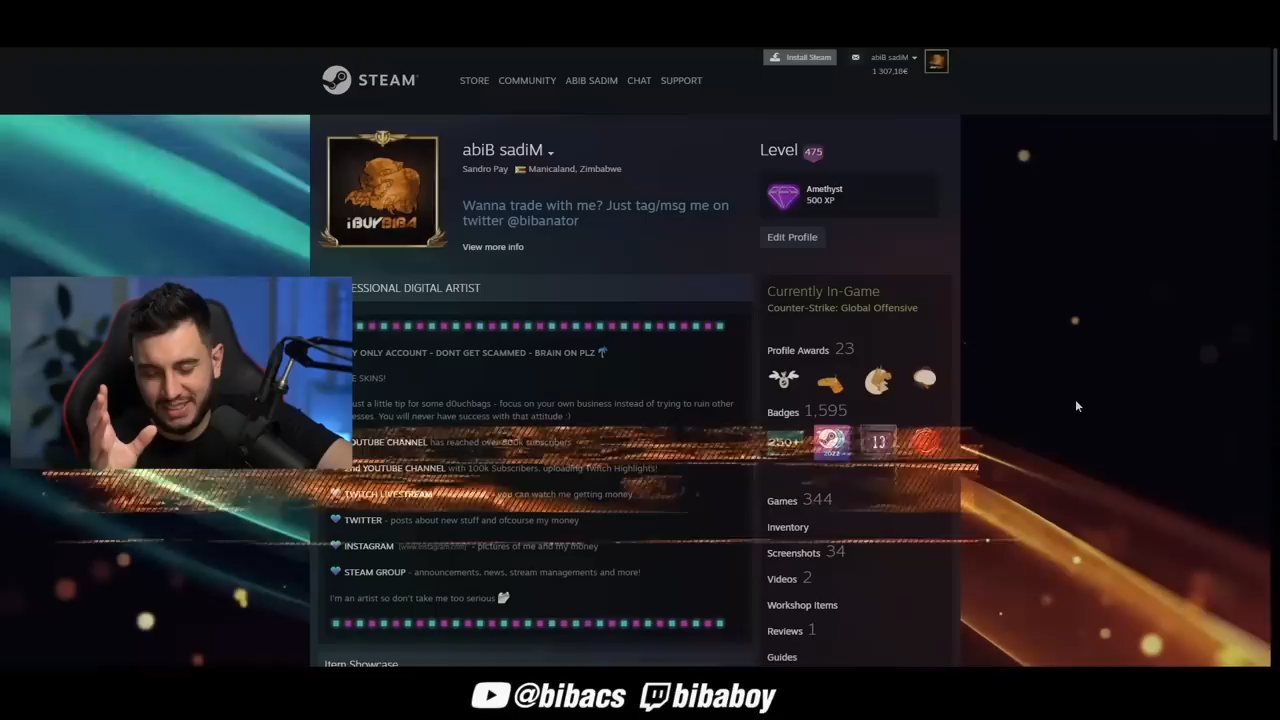 Install Steam
abiB sadiM
1 307,18€
STEAM®
STORE COMMUNITY ABIB SADIM CHAT SUPPORT
abiB sadiM
Sandro Pay Manicaland, Zimbabwe
Wanna trade with me? Just tag/msg me on
twitter @bibanator
View more info
iBUYBIBA
Level 475
Amethyst
500 XP
Edit Profile
ESSIONAL DIGITAL ARTIST
Y ONLY ACCOUNT - DONT GET SCAMMED - BRAIN ON PLZ
E SKINS!
ust a little tip for some d0uchbags - focus on your own business instead of trying to ruin other
esses. You will never have success with that attitude :)
OUTUBE CHANNEL has reached over subscribers
nd YOUTUBE CHANNEL with 100k Subscribers, uploading Twitch Highlights!
TWITCH LIVESTREAM - you can watch me getting money
TWITTER - posts about new stuff and ofcourse my money
INSTAGRAM - pictures of me and my money
STEAM GROUP - announcements, news, stream managements and more!
I'm an artist so don't take me too serious
Item Showcase
Currently In-Game
Counter-Strike: Global Offensive
Profile Awards 23
Badges 1,595
250+ 2022 13
Games 344
Inventory
Screenshots 34
Videos 2
Workshop Items
Reviews 1
Guides
@bibacs bibaboy